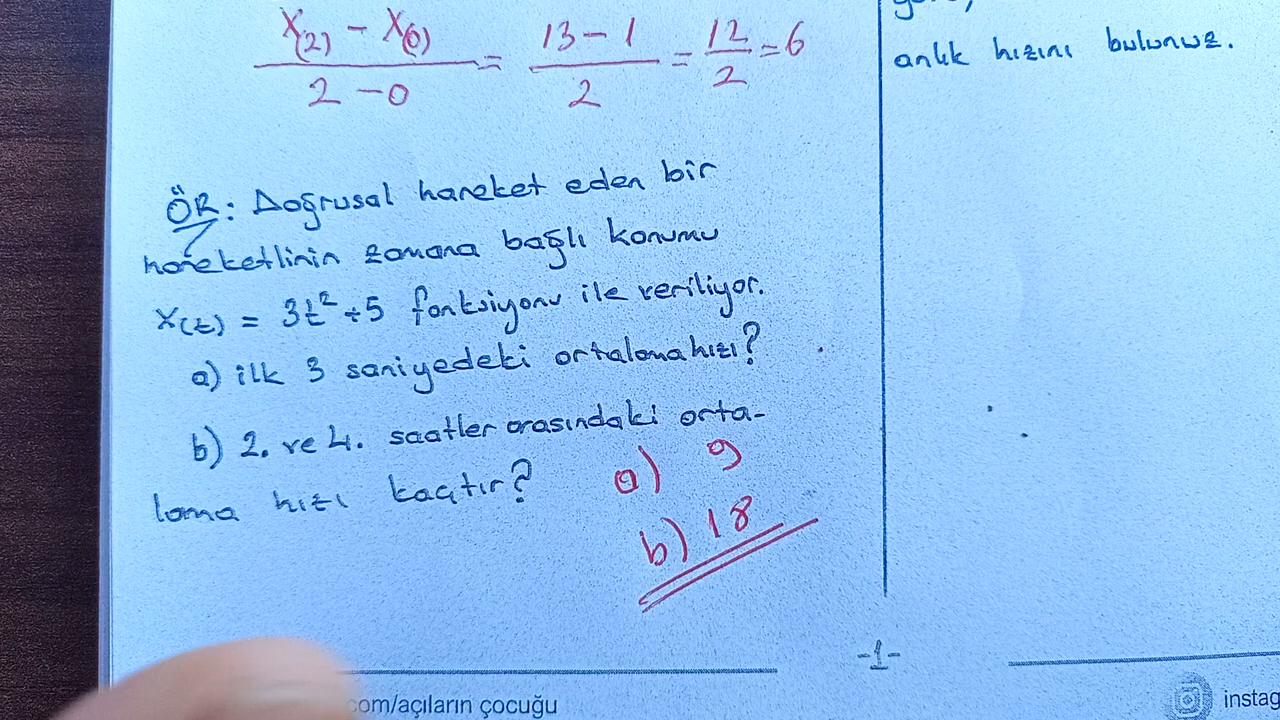 X(2) - X(0) / 2 - 0 = 13 - 1 / 2 = 12 / 2 = 6
ÖR: Doğrusal hareket eden bir
hareketlinin zamana bağlı konumu
X(t) = 3t² + 5 fonksiyonu ile veriliyor.
a) ilk 3 saniyedeki ortalama hızı?
b) 2. ve 4. saatler arasındaki orta-
lama hızı kaçtır?
a) 9
b) 18
anlık hızını bulunuz.
-1-
com/açıların çocuğu
instag